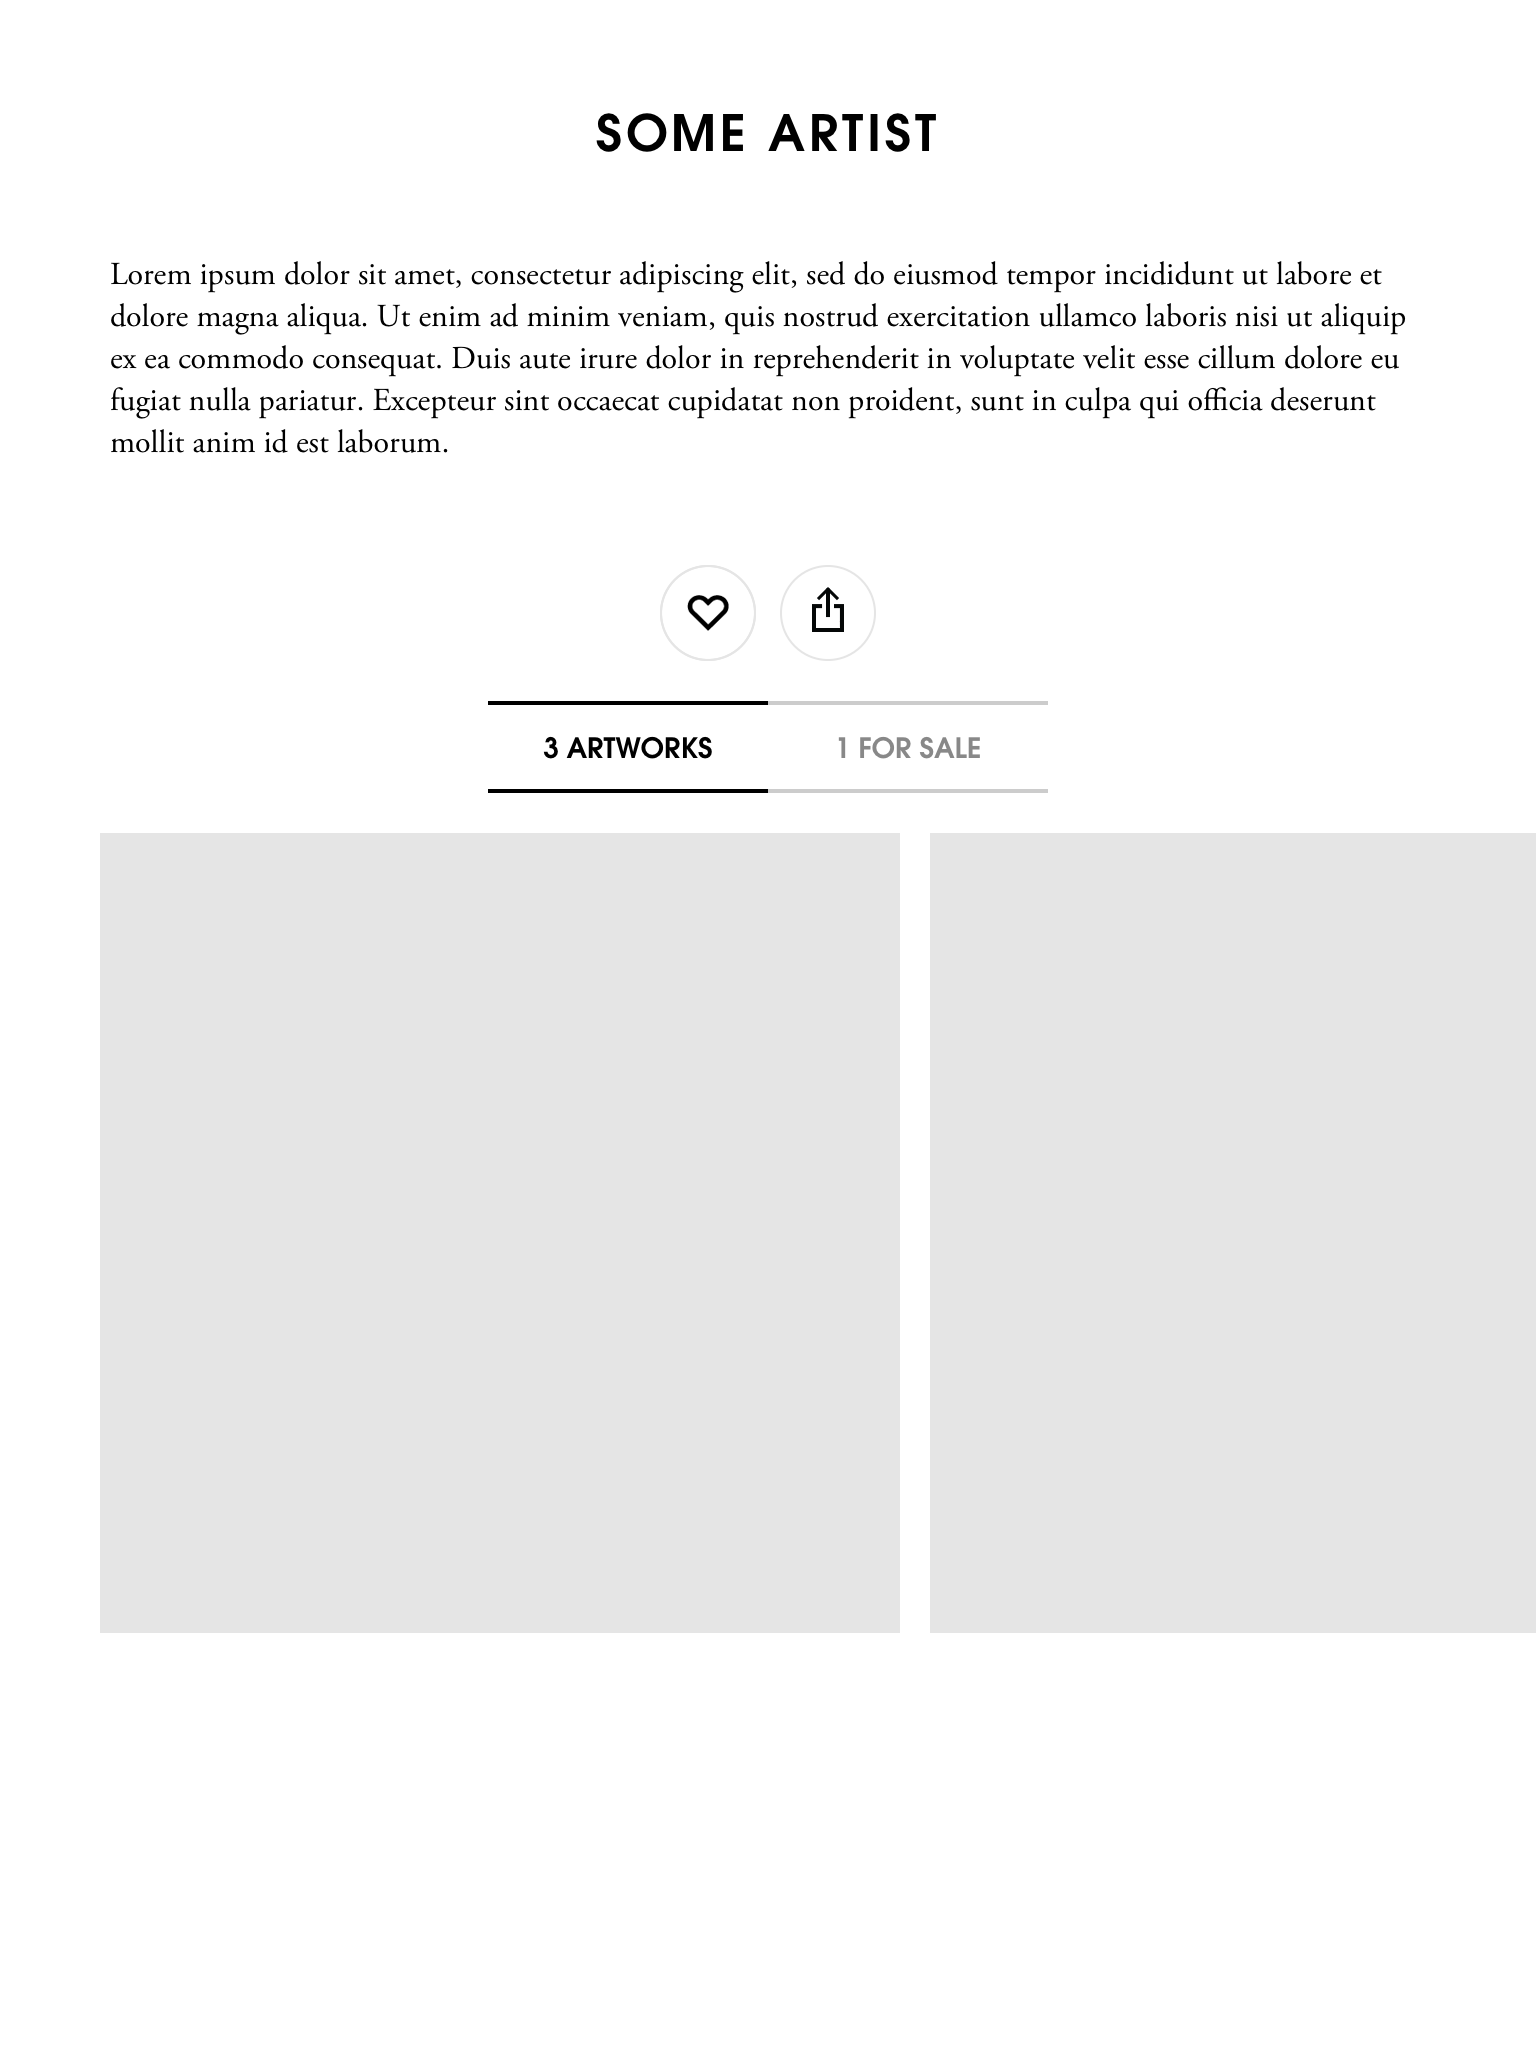 SOME ARTIST
Lorem ipsum dolor sit amet, consectetur adipiscing elit, sed do eiusmod tempor incididunt ut labore et
dolore magna aliqua. Ut enim ad minim veniam, quis nostrud exercitation ullamco laboris nisi ut aliquip
ex ea commodo consequat. Duis aute irure dolor in reprehenderit in voluptate velit esse cillum dolore eu
fugiat nulla pariatur. Excepteur sint occaecat cupidatat non proident, sunt in culpa qui officia deserunt
mollit anim id est laborum.
3 ARTWORKS
1 FOR SALE